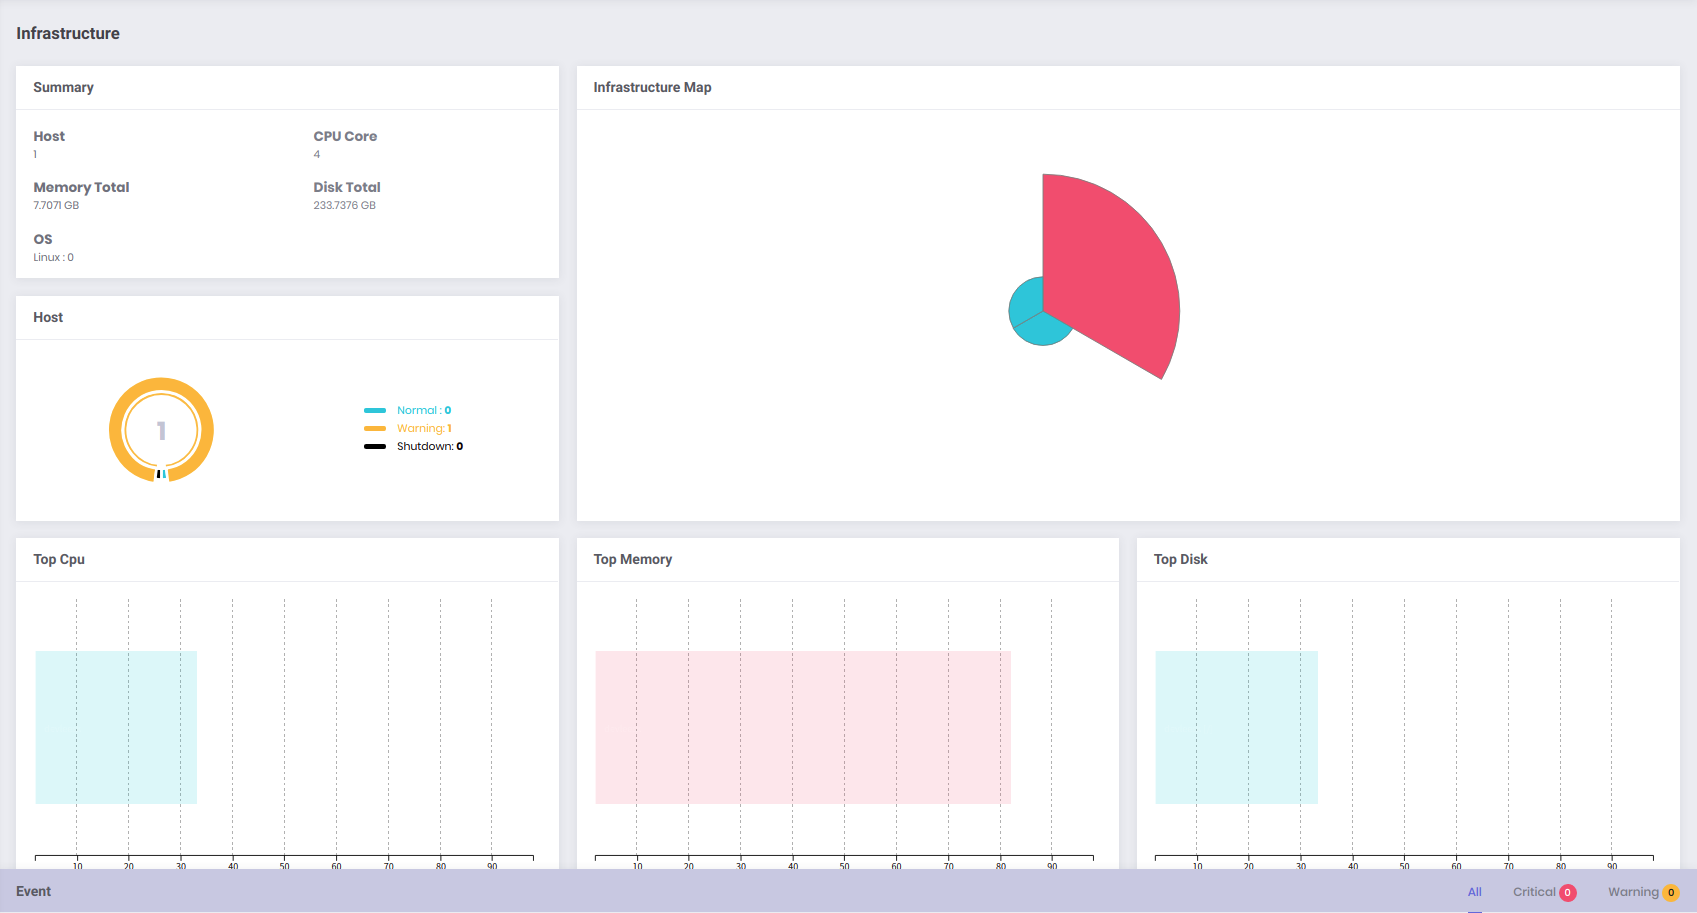 Infrastructure
Summary
Host
1
CPU Core
4
Memory Total
7.7071 GB
Disk Total
233.7376 GB
OS
Linux : 0
Infrastructure Map
Host
1
Normal : 0
Warning: 1
Shutdown: 0
Top Cpu
10 20 30 40 50 60 70 80 90
Top Memory
10 20 30 40 50 60 70 80 90
Top Disk
10 20 30 40 50 60 70 80 90
Event
All Critical 0 Warning 0